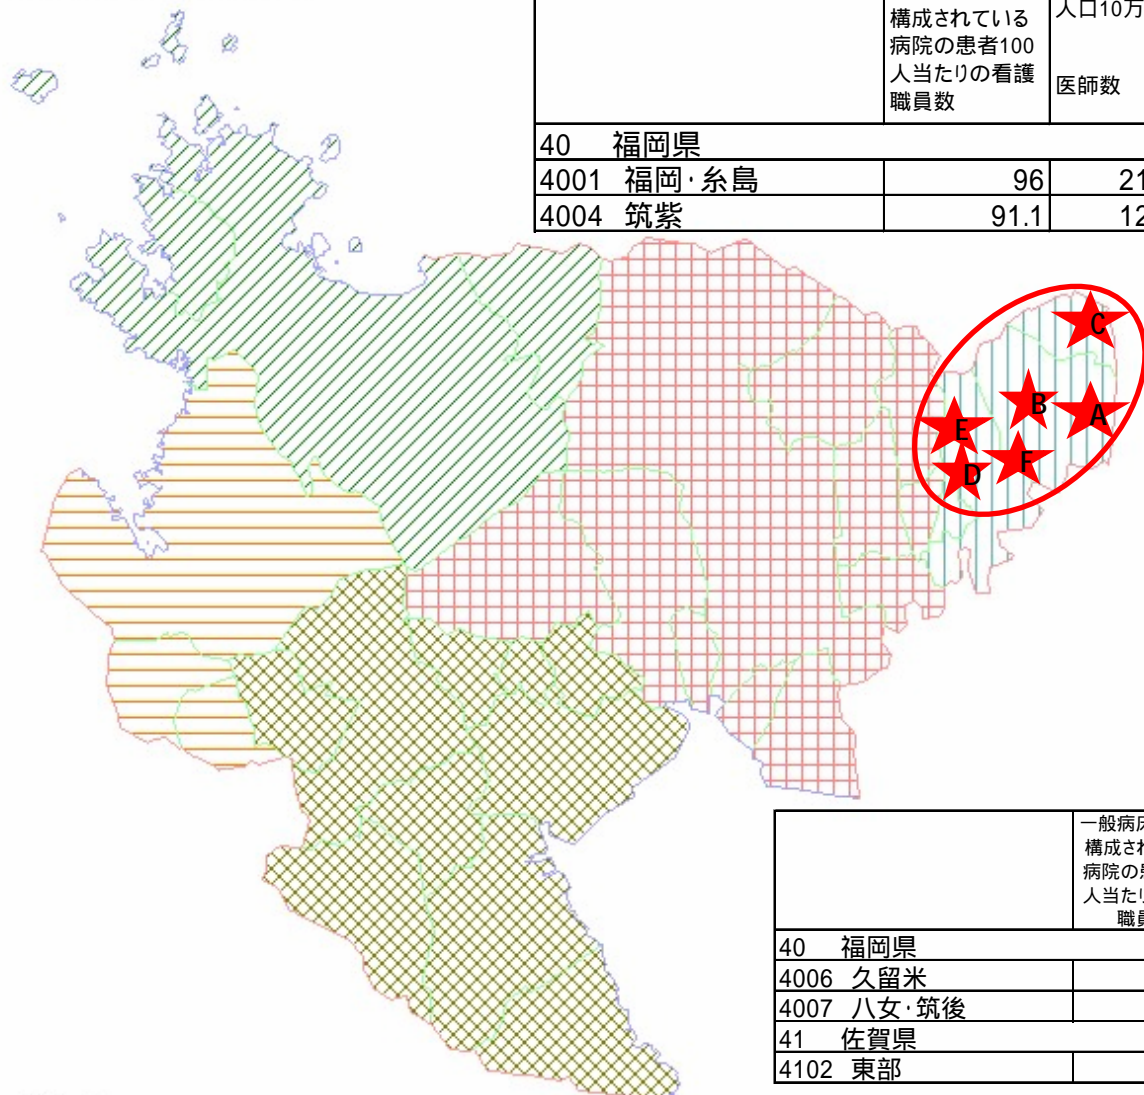 構成されている
病院の患者100
人当たりの看護
職員数
人口10万
医師数
40 福岡県
4001 福岡・糸島 96 21
4004 筑紫 91.1 12
C
B
A
E
F
D
一般病床
構成され
病院の患
人当たり
職員
40 福岡県
4006 久留米
4007 八女・筑後
41 佐賀県
4102 東部